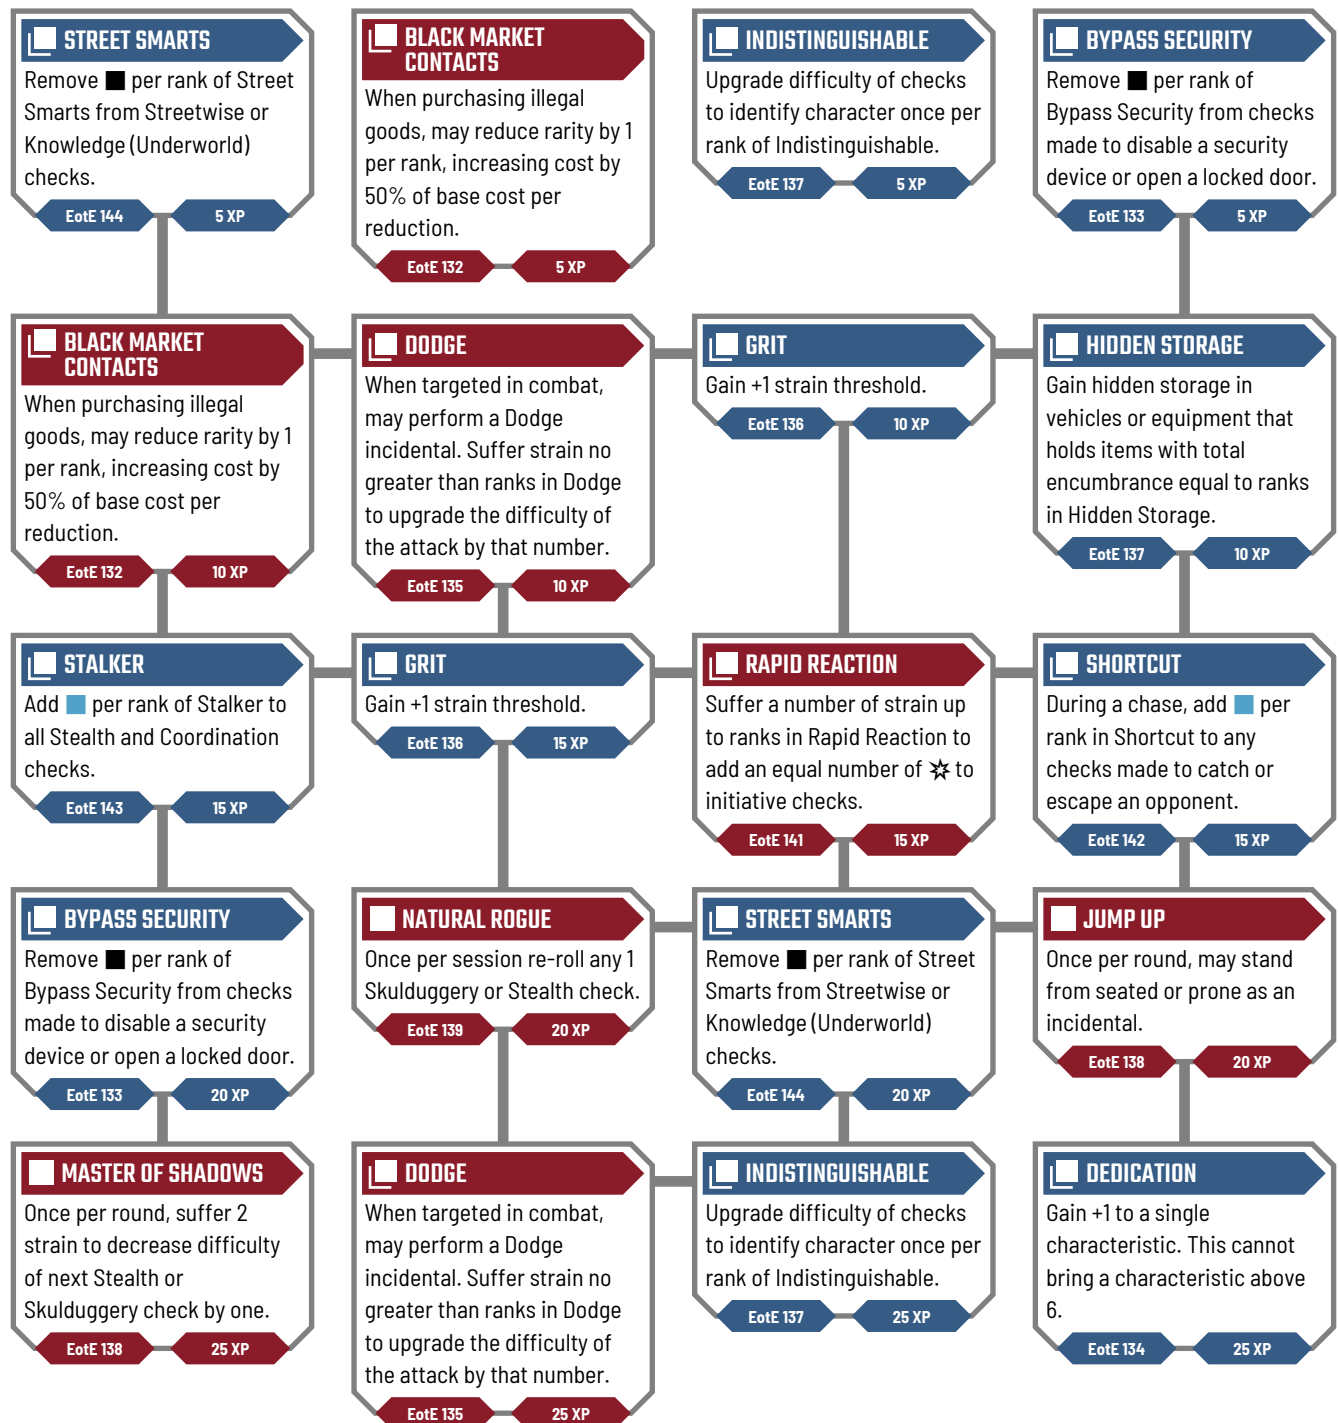 STREET SMARTS
Remove ■ per rank of Street
Smarts from Streetwise or
Knowledge (Underworld)
checks.
EotE 144
5 XP
BLACK MARKET
CONTACTS
When purchasing illegal
goods, may reduce rarity by 1
per rank, increasing cost by
50% of base cost per
reduction.
EotE 132
5 XP
INDISTINGUISHABLE
Upgrade difficulty of checks
to identify character once per
rank of Indistinguishable.
EotE 137
5 XP
BYPASS SECURITY
Remove ■ per rank of
Bypass Security from checks
made to disable a security
device or open a locked door.
EotE 133
5 XP
BLACK MARKET
CONTACTS
When purchasing illegal
goods, may reduce rarity by 1
per rank, increasing cost by
50% of base cost per
reduction.
EotE 132
10 XP
DODGE
When targeted in combat,
may perform a Dodge
incidental. Suffer strain no
greater than ranks in Dodge
to upgrade the difficulty of
the attack by that number.
EotE 135
10 XP
GRIT
Gain +1 strain threshold.
EotE 136
10 XP
HIDDEN STORAGE
Gain hidden storage in
vehicles or equipment that
holds items with total
encumbrance equal to ranks
in Hidden Storage.
EotE 137
10 XP
STALKER
Add ■ per rank of Stalker to
all Stealth and Coordination
checks.
EotE 143
15 XP
GRIT
Gain +1 strain threshold.
EotE 136
15 XP
RAPID REACTION
Suffer a number of strain up
to ranks in Rapid Reaction to
add an equal number of to
initiative checks.
EotE 141
15 XP
SHORTCUT
During a chase, add ■ per
rank in Shortcut to any
checks made to catch or
escape an opponent.
EotE 142
15 XP
BYPASS SECURITY
Remove ■ per rank of
Bypass Security from checks
made to disable a security
device or open a locked door.
EotE 133
20 XP
NATURAL ROGUE
Once per session re-roll any 1
Skulduggery or Stealth check.
EotE 139
20 XP
STREET SMARTS
Remove ■ per rank of Street
Smarts from Streetwise or
Knowledge (Underworld)
checks.
EotE 144
20 XP
JUMP UP
Once per round, may stand
from seated or prone as an
incidental.
EotE 138
20 XP
MASTER OF SHADOWS
Once per round, suffer 2
strain to decrease difficulty
of next Stealth or
Skulduggery check by one.
EotE 138
25 XP
DODGE
When targeted in combat,
may perform a Dodge
incidental. Suffer strain no
greater than ranks in Dodge
to upgrade the difficulty of
the attack by that number.
EotE 135
25 XP
INDISTINGUISHABLE
Upgrade difficulty of checks
to identify character once per
rank of Indistinguishable.
EotE 137
25 XP
DEDICATION
Gain +1 to a single
characteristic. This cannot
bring a characteristic above
6.
EotE 134
25 XP